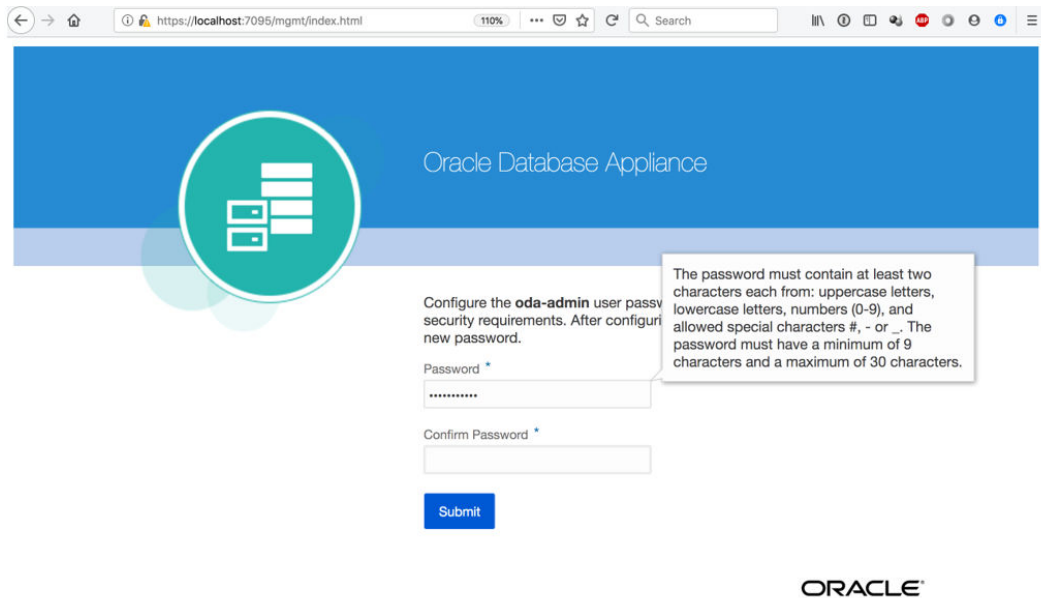 https://localhost:7095/mgmt/index.html
110%
Search
ABP
Oracle Database Appliance
The password must contain at least two
characters each from: uppercase letters,
lowercase letters, numbers (0-9), and
allowed special characters #, - or _. The
password must have a minimum of 9
characters and a maximum of 30 characters.
Configure the oda-admin user passw
security requirements. After configuri
new password.
Password *
•••••••••••
Confirm Password *
Submit
ORACLE®